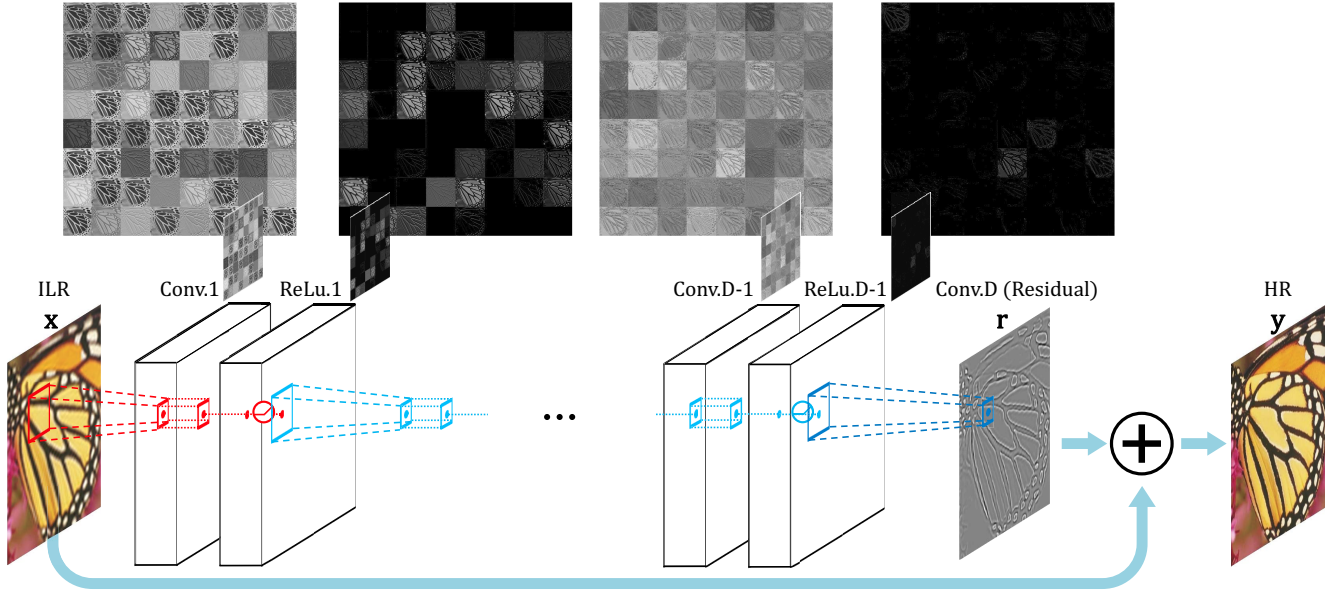 ILR
x
Conv.1
ReLu.1
...
Conv.D-1
ReLu.D-1
Conv.D (Residual)
r
HR
y